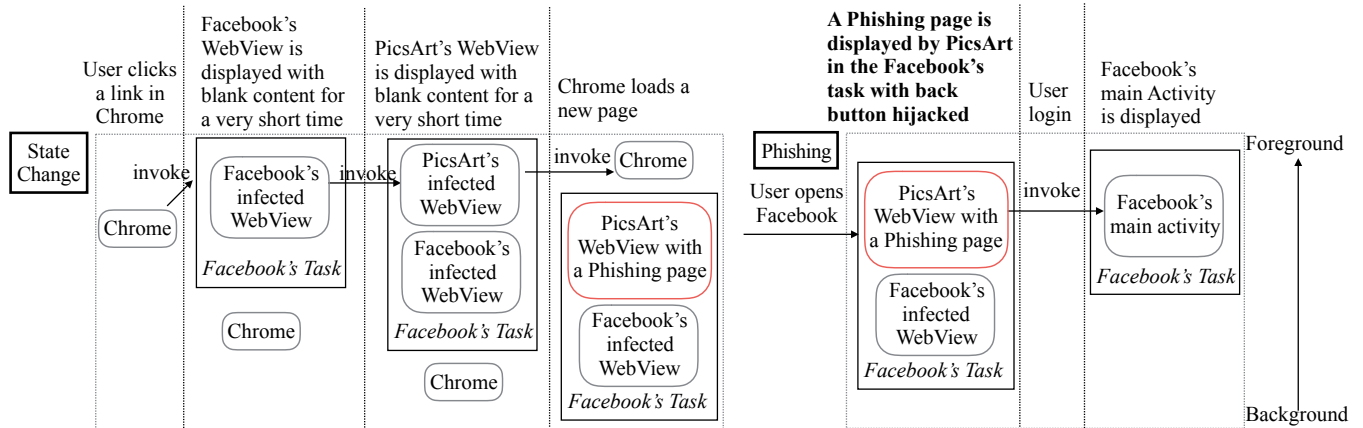 User clicks
a link in
Chrome
Facebook's
WebView is
displayed with
blank content for
a very short time
PicsArt's WebView
is displayed with
blank content for a
very short time
Chrome loads a
new page
A Phishing page is
displayed by PicsArt
in the Facebook's
task with back
button hijacked
User
login
Facebook's
main Activity
is displayed
State
Change
invoke
Chrome
Facebook's
infected
WebView
Facebook's Task
Chrome
invoke
PicsArt's
infected
WebView
Facebook's
infected
WebView
Facebook's Task
Chrome
invoke
Chrome
PicsArt's
WebView with
a Phishing page
Facebook's
infected
WebView
Facebook's Task
Phishing
User opens
Facebook
PicsArt's
WebView with
a Phishing page
Facebook's
infected
WebView
Facebook's Task
invoke
Facebook's
main activity
Facebook's Task
Foreground
Background